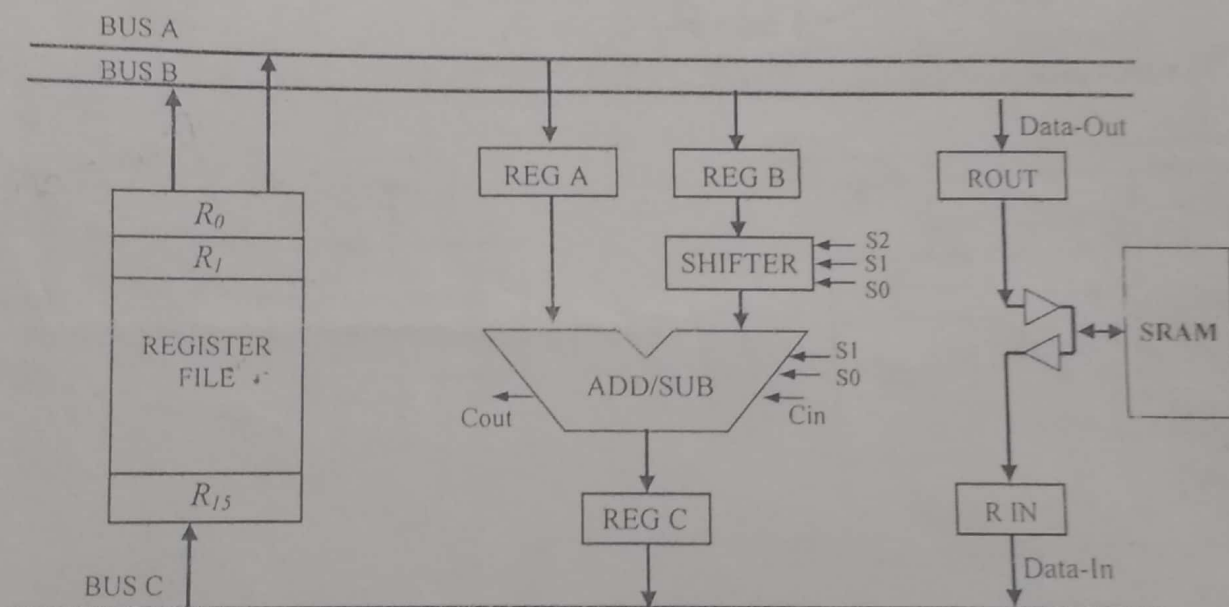 BUS A
BUS B
Data-Out
REG A
REG B
ROUT
R0
R1
SHIFTER
S2
S1
S0
REGISTER
FILE
SRAM
ADD/SUB
S1
S0
Cout
Cin
R15
REG C
R IN
BUS C
Data-In